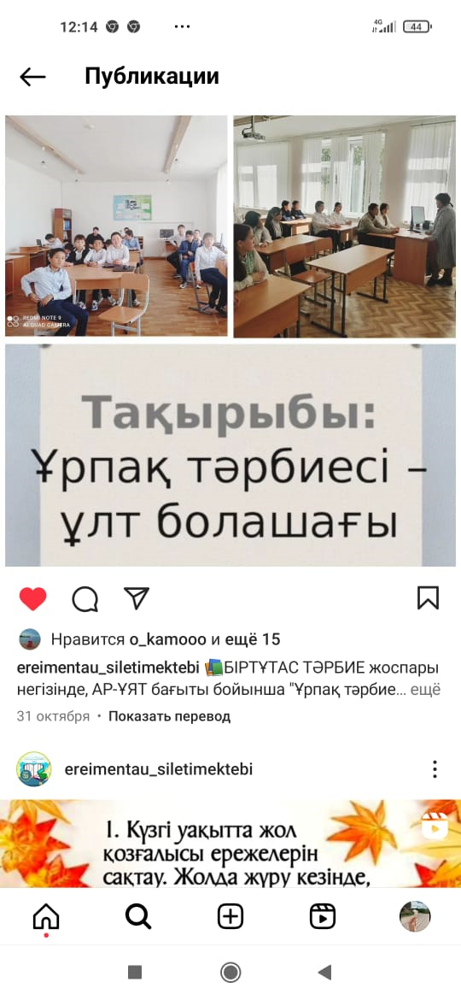 12:14
4G
44
Публикации
REDMI NOTE 9
AI QUAD CAMERA
Тақырыбы:
Ұрпақ тәрбиесі –
ұлт болашағы
Нравится o_kamooo и ещё 15
ereimentau_siletimektebi БІРТҰТАС ТӘРБИЕ жоспары
негізінде, АР-ҰЯТ бағыты бойынша "Ұрпақ тәрбие... ещё
31 октября • Показать перевод
ereimentau_siletimektebi
1. Күзгі уақытта жол
қозғалысы ережелерін
сақтау. Жолда жүру кезінде,